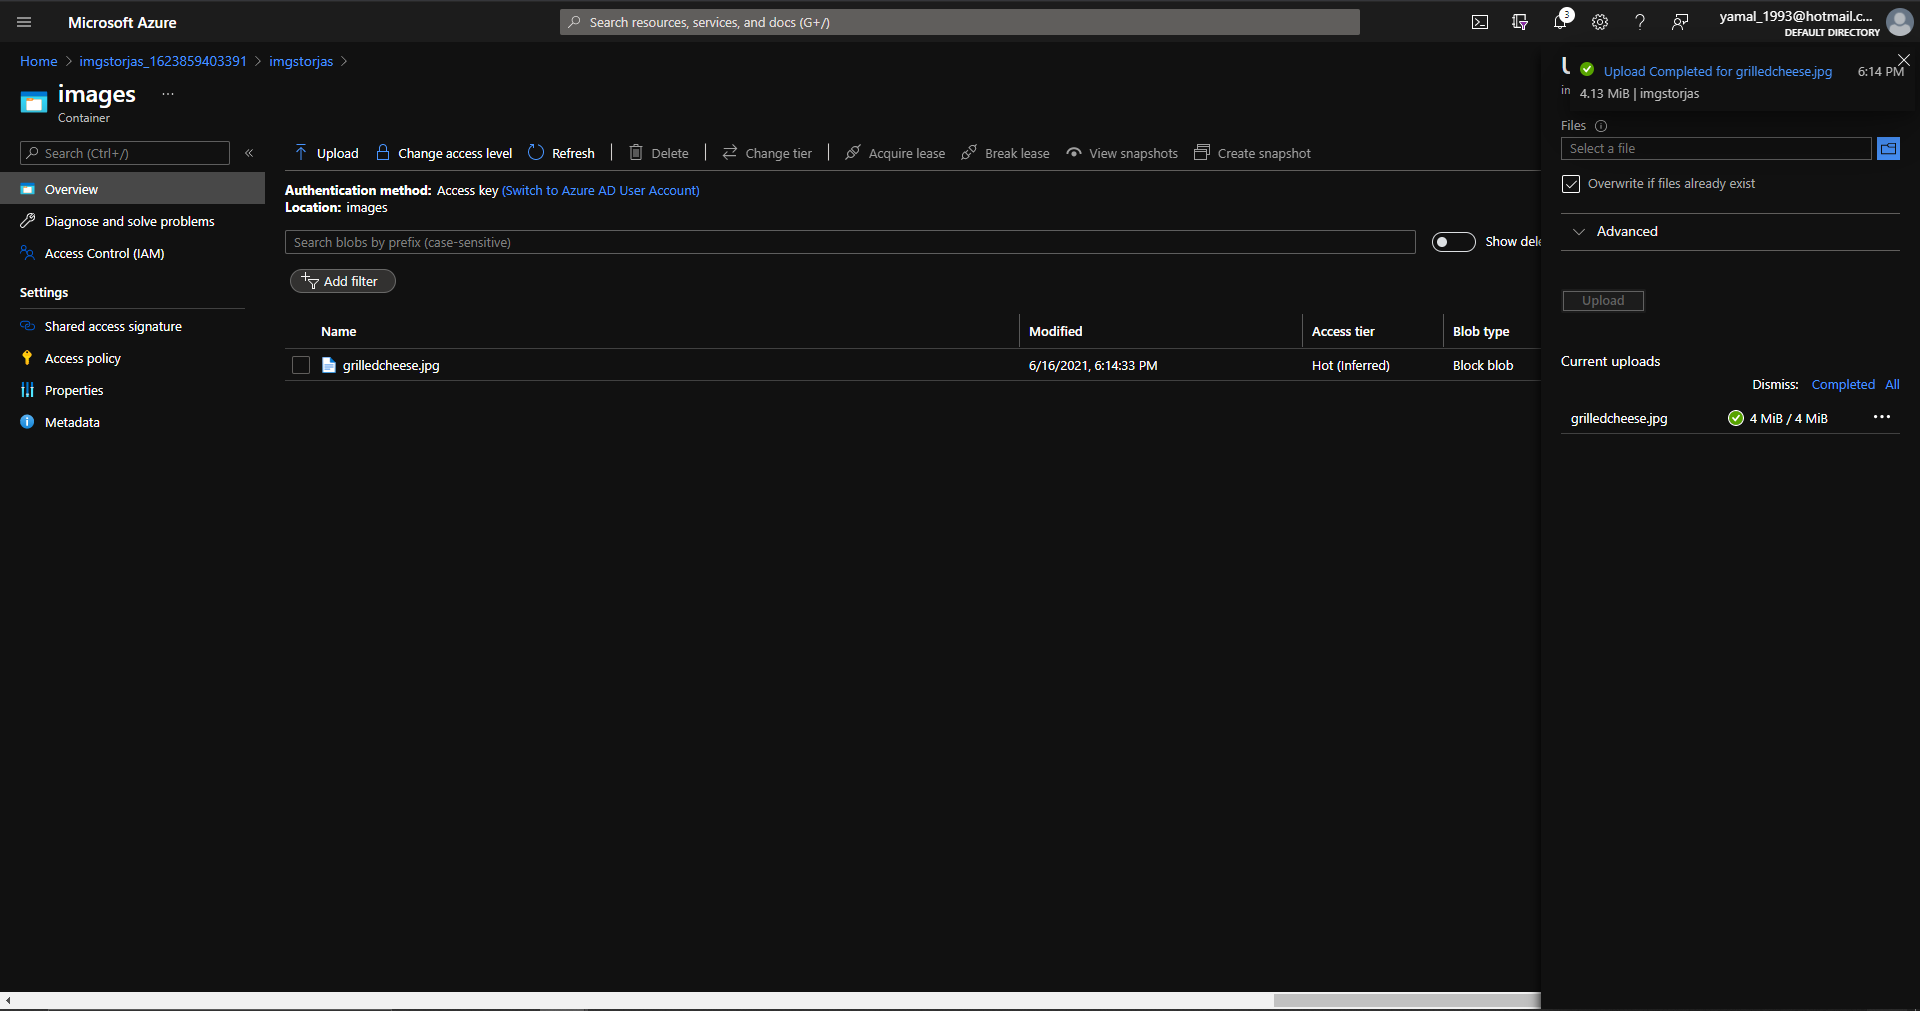 Microsoft Azure
Search resources, services, and docs (G+/)
3
yamal_1993@hotmail.c...
DEFAULT DIRECTORY
Home > imgstorjas_1623859403391 > imgstorjas >
images ...
Container
Search (Ctrl+/) «
Overview
Diagnose and solve problems
Access Control (IAM)
Settings
Shared access signature
Access policy
Properties
Metadata
Upload Change access level Refresh | Delete | Change tier | Acquire lease Break lease View snapshots Create snapshot
Authentication method: Access key (Switch to Azure AD User Account)
Location: images
Search blobs by prefix (case-sensitive)
Show dele
Add filter
Name Modified Access tier Blob type
grilledcheese.jpg 6/16/2021, 6:14:33 PM Hot (Inferred) Block blob
Upload Completed for grilledcheese.jpg 6:14 PM
4.13 MiB | imgstorjas
in
Files
Select a file
Overwrite if files already exist
Advanced
Upload
Current uploads
Dismiss: Completed All
grilledcheese.jpg 4 MiB / 4 MiB ...